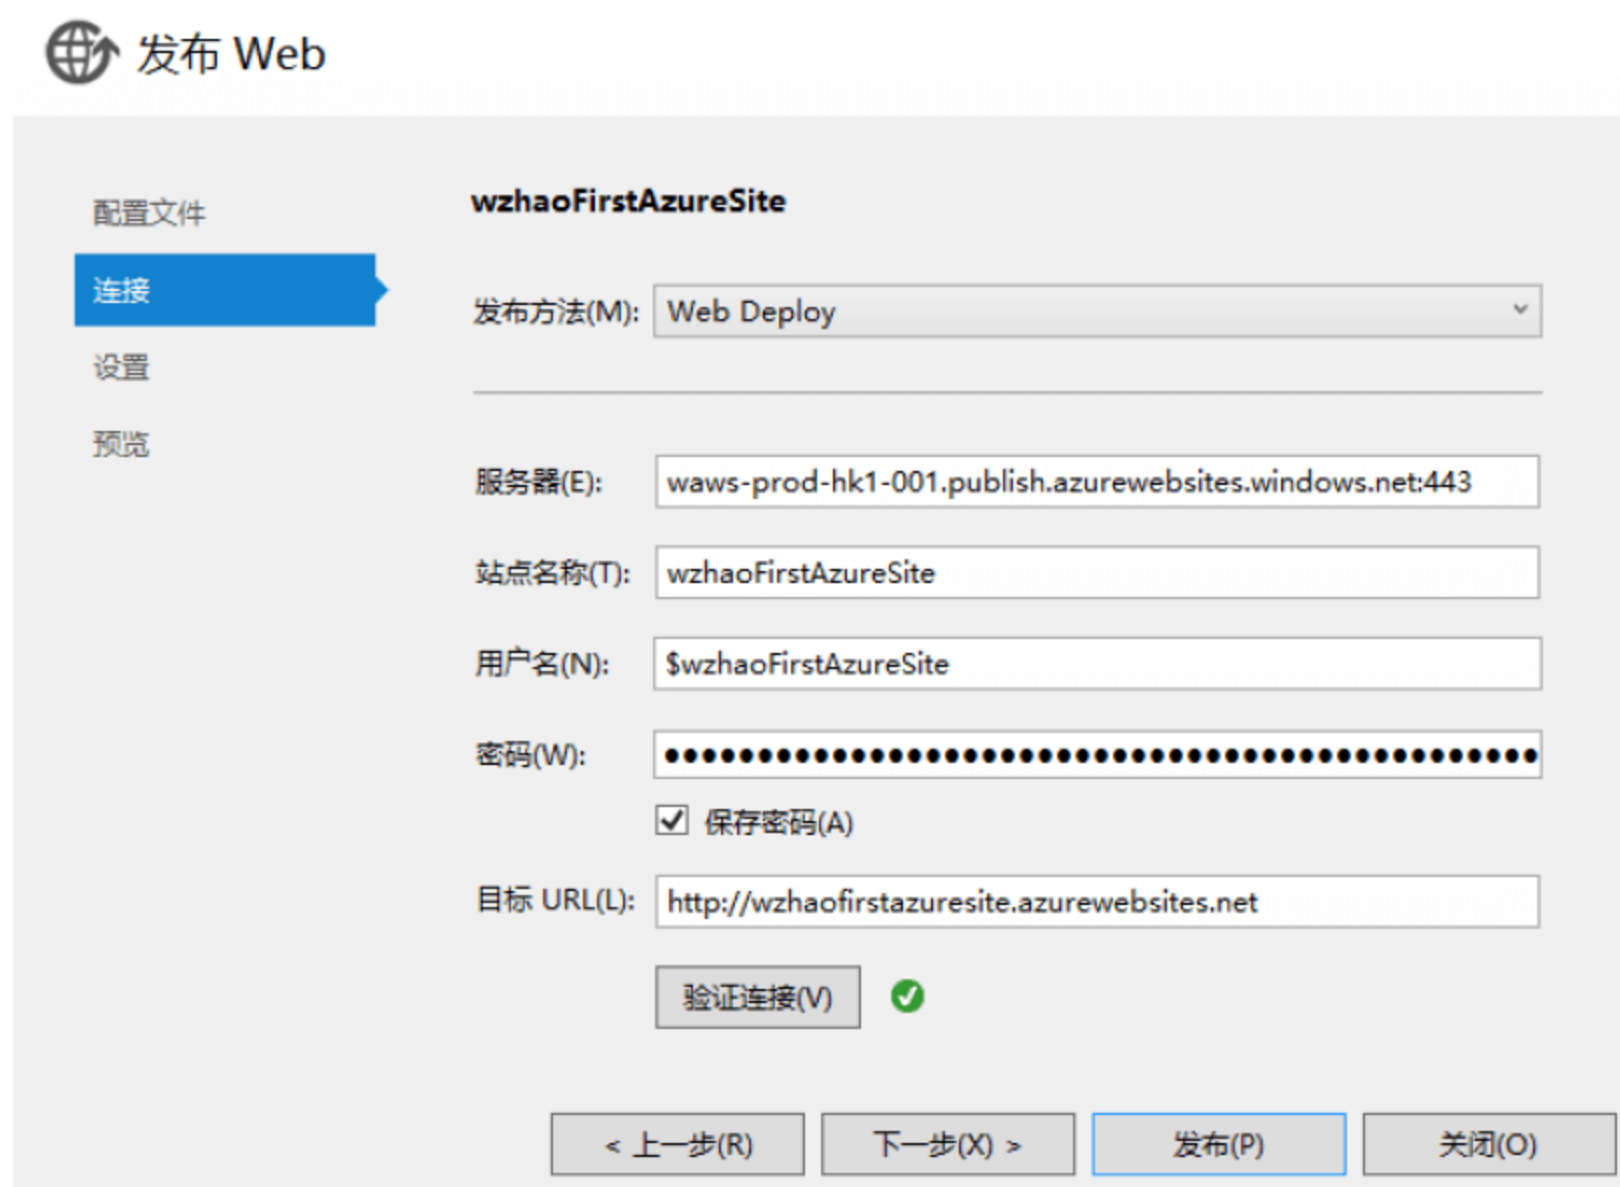 发布 Web
配置文件
连接
设置
预览
wzhaoFirstAzureSite
发布方法(M): Web Deploy
服务器(E): waws-prod-hk1-001.publish.azurewebsites.windows.net:443
站点名称(T): wzhaoFirstAzureSite
用户名(N): $wzhaoFirstAzureSite
密码(W): ●●●●●●●●●●●●●●●●●●●●●●●●●●●●●●●●●●●●●●●●●●●●●●●
保存密码(A)
目标 URL(L): http://wzhaofirstazuresite.azurewebsites.net
验证连接(V)
< 上一步(R) 下一步(X) > 发布(P) 关闭(O)